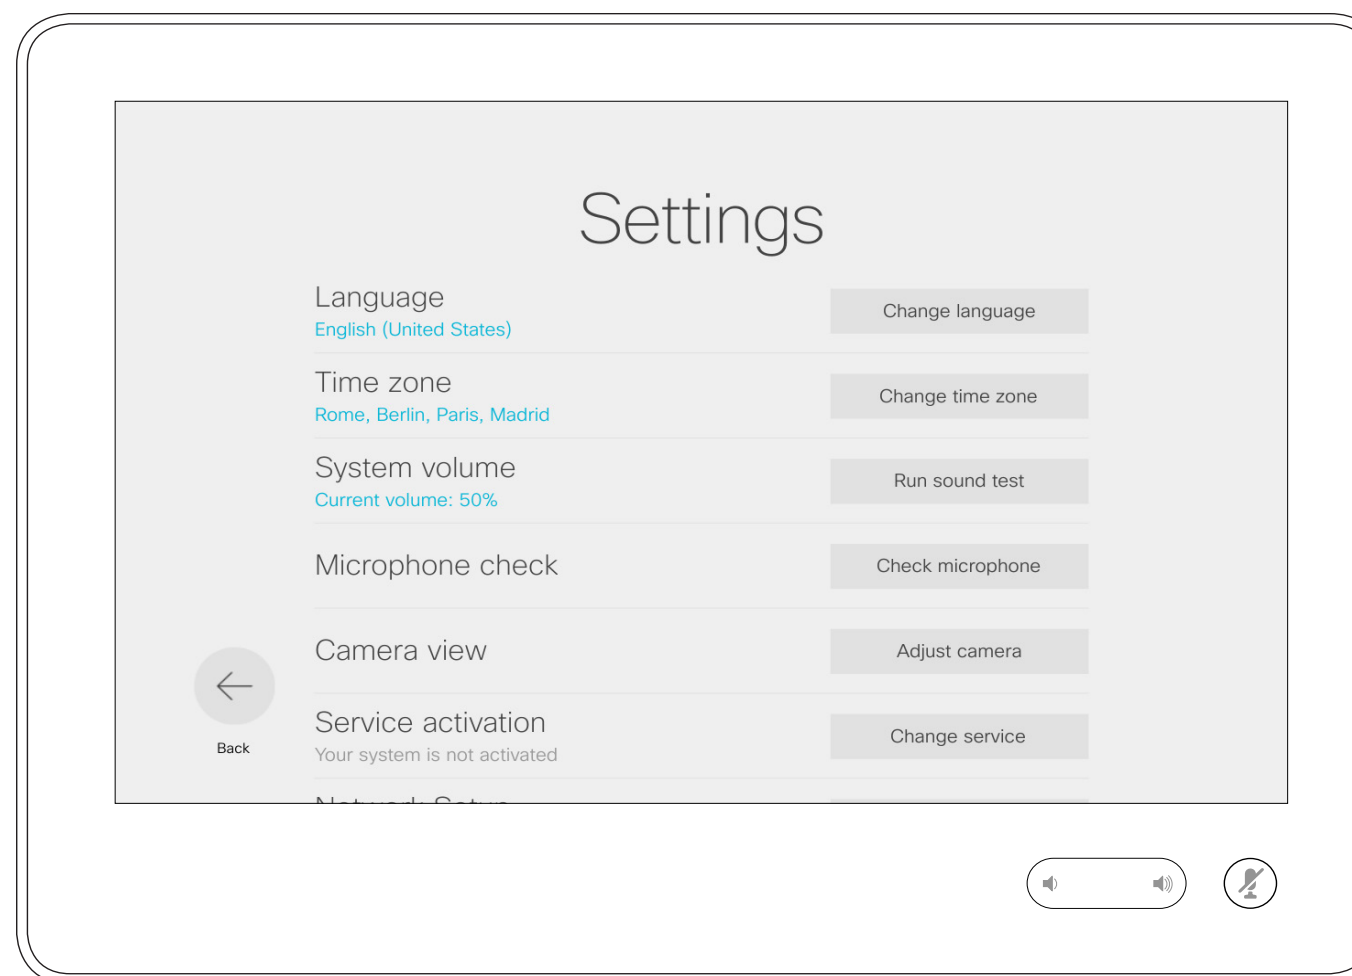 Settings
Language
English (United States)
Change language
Time zone
Rome, Berlin, Paris, Madrid
Change time zone
System volume
Current volume: 50%
Run sound test
Microphone check
Check microphone
Camera view
Adjust camera
Back
Service activation
Your system is not activated
Change service
Network Setup